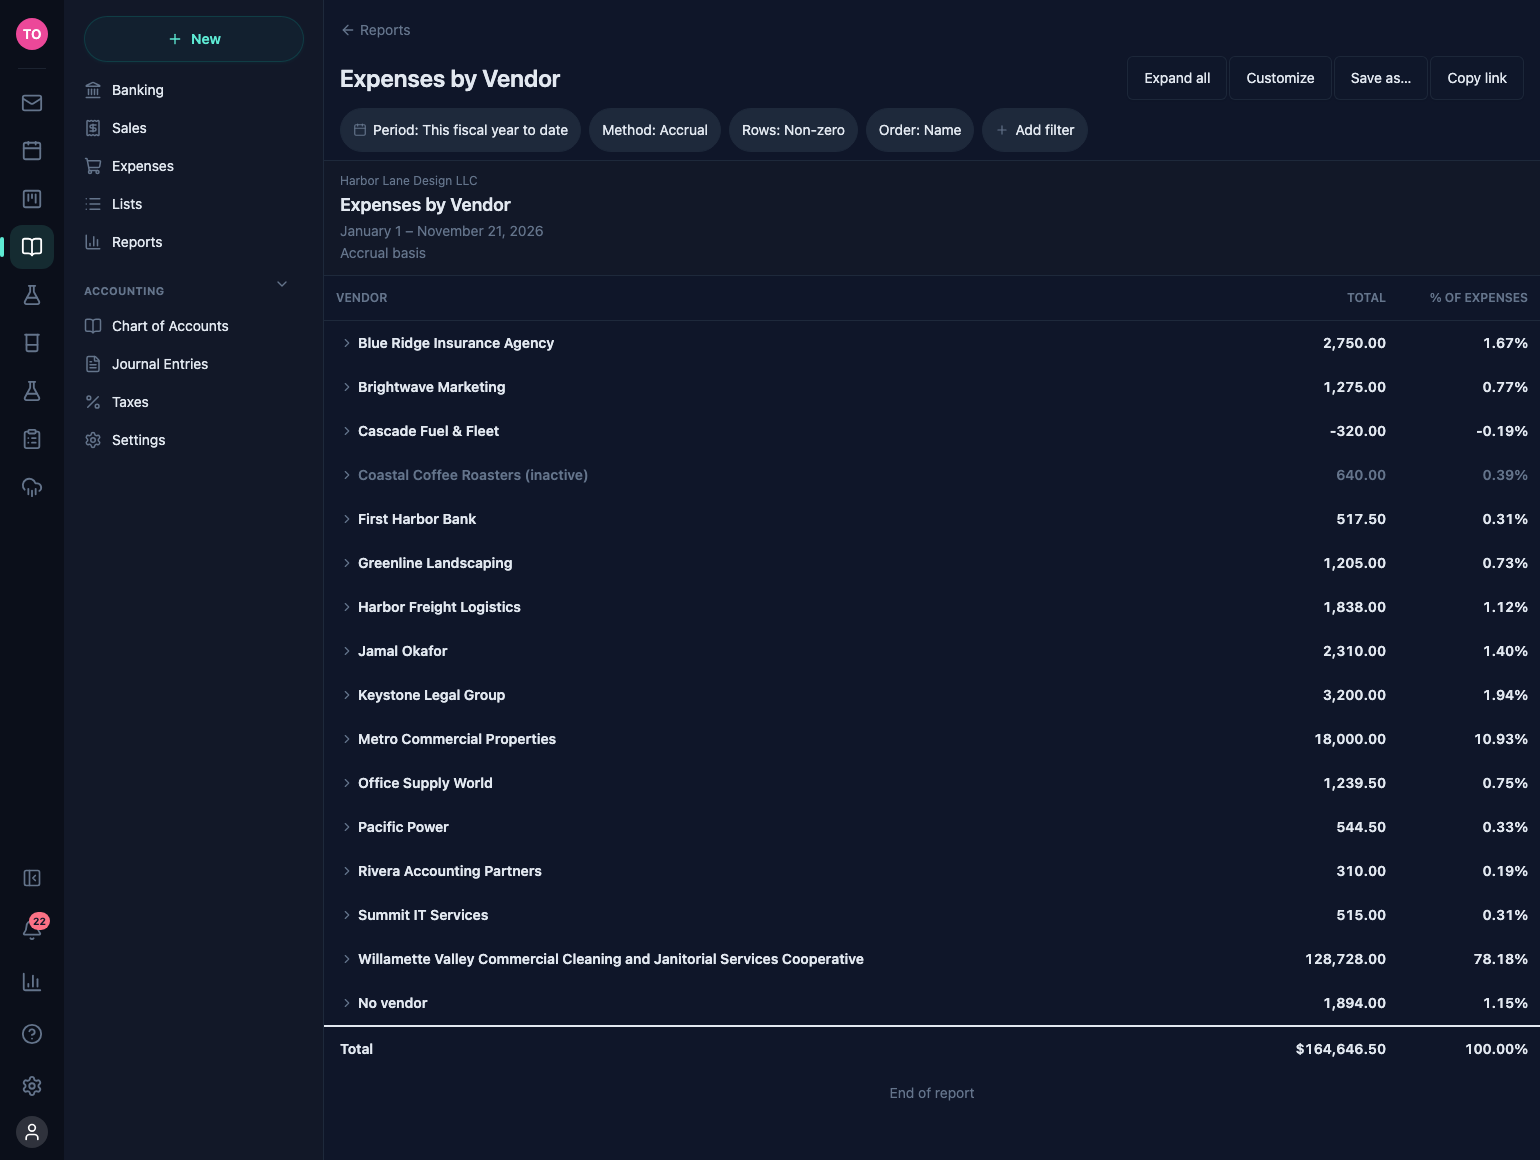 TO
New
Banking
Sales
Expenses
Lists
Reports
ACCOUNTING
Chart of Accounts
Journal Entries
Taxes
Settings
22
Reports
Expenses by Vendor
Expand all Customize Save as... Copy link
Period: This fiscal year to date Method: Accrual Rows: Non-zero Order: Name Add filter
Harbor Lane Design LLC
Expenses by Vendor
January 1 – November 21, 2026
Accrual basis
VENDOR TOTAL % OF EXPENSES
Blue Ridge Insurance Agency 2,750.00 1.67%
Brightwave Marketing 1,275.00 0.77%
Cascade Fuel & Fleet -320.00 -0.19%
Coastal Coffee Roasters (inactive) 640.00 0.39%
First Harbor Bank 517.50 0.31%
Greenline Landscaping 1,205.00 0.73%
Harbor Freight Logistics 1,838.00 1.12%
Jamal Okafor 2,310.00 1.40%
Keystone Legal Group 3,200.00 1.94%
Metro Commercial Properties 18,000.00 10.93%
Office Supply World 1,239.50 0.75%
Pacific Power 544.50 0.33%
Rivera Accounting Partners 310.00 0.19%
Summit IT Services 515.00 0.31%
Willamette Valley Commercial Cleaning and Janitorial Services Cooperative 128,728.00 78.18%
No vendor 1,894.00 1.15%
Total $164,646.50 100.00%
End of report